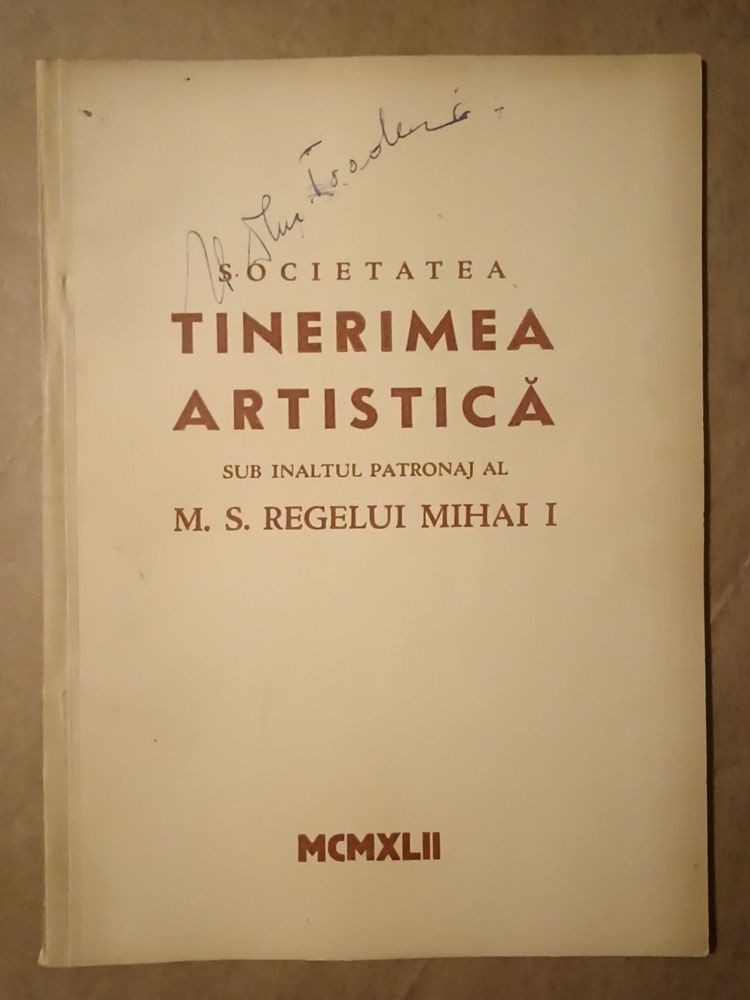 SOCIETATEA
TINERIMEA
ARTISTICĂ
SUB INALTUL PATRONAJ AL
M. S. REGELUI MIHAI I
MCMXLII